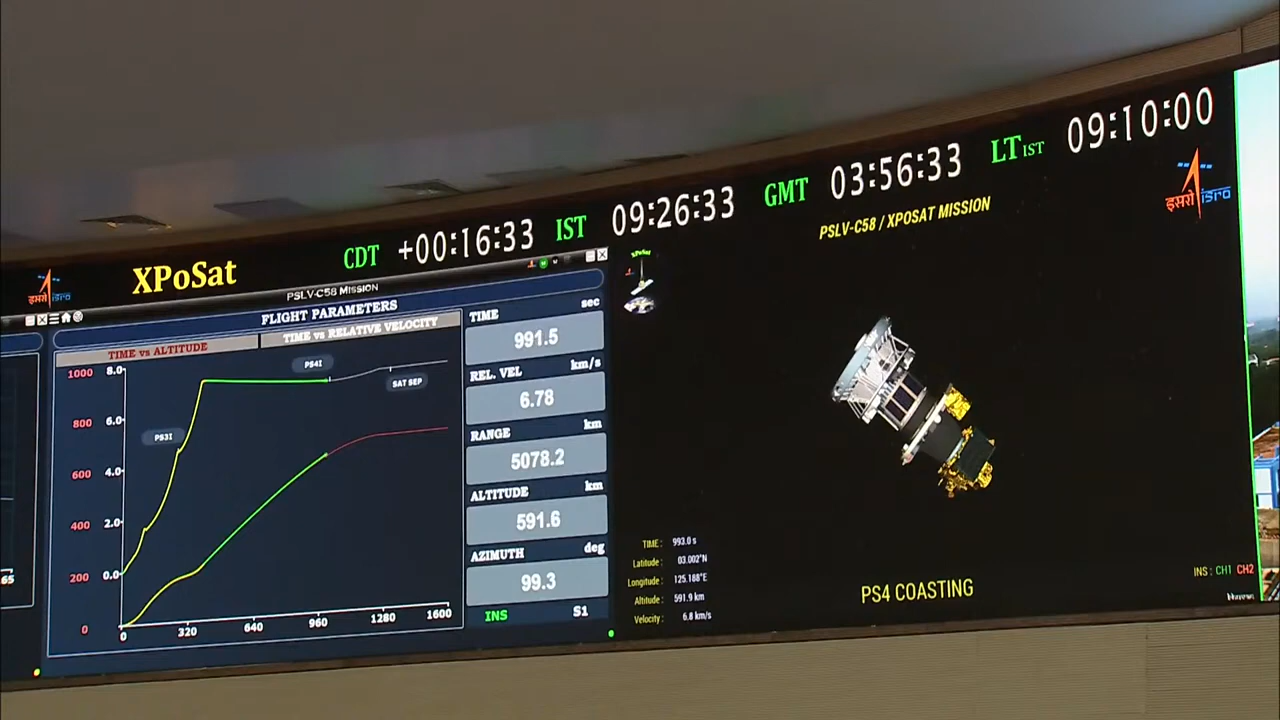 CDT +00:16:33 IST 09:26:33 GMT 03:56:33 LT IST 09:10:00
इसरो isro
XPoSat
PSLV-C58 MISSION
FLIGHT PARAMETERS
TIME vs ALTITUDE
TIME vs RELATIVE VELOCITY
1000 8.0
800 6.0
600 4.0
400 2.0
200 0.0
0
0 320 640 960 1280 1600
PS3I
PS4I
SAT SEP
65
TIME sec
991.5
REL. VEL km/s
6.78
RANGE km
5078.2
ALTITUDE km
591.6
AZIMUTH deg
99.3
INS S1
XPoSat
PSLV-C58 / XPOSAT MISSION
इसरो isro
TIME : 993.0 s
Latitude : 03.002°N
Longitude : 125.188°E
Altitude : 591.9 km
Velocity : 6.8 km/s
PS4 COASTING
INS : CH1 CH2